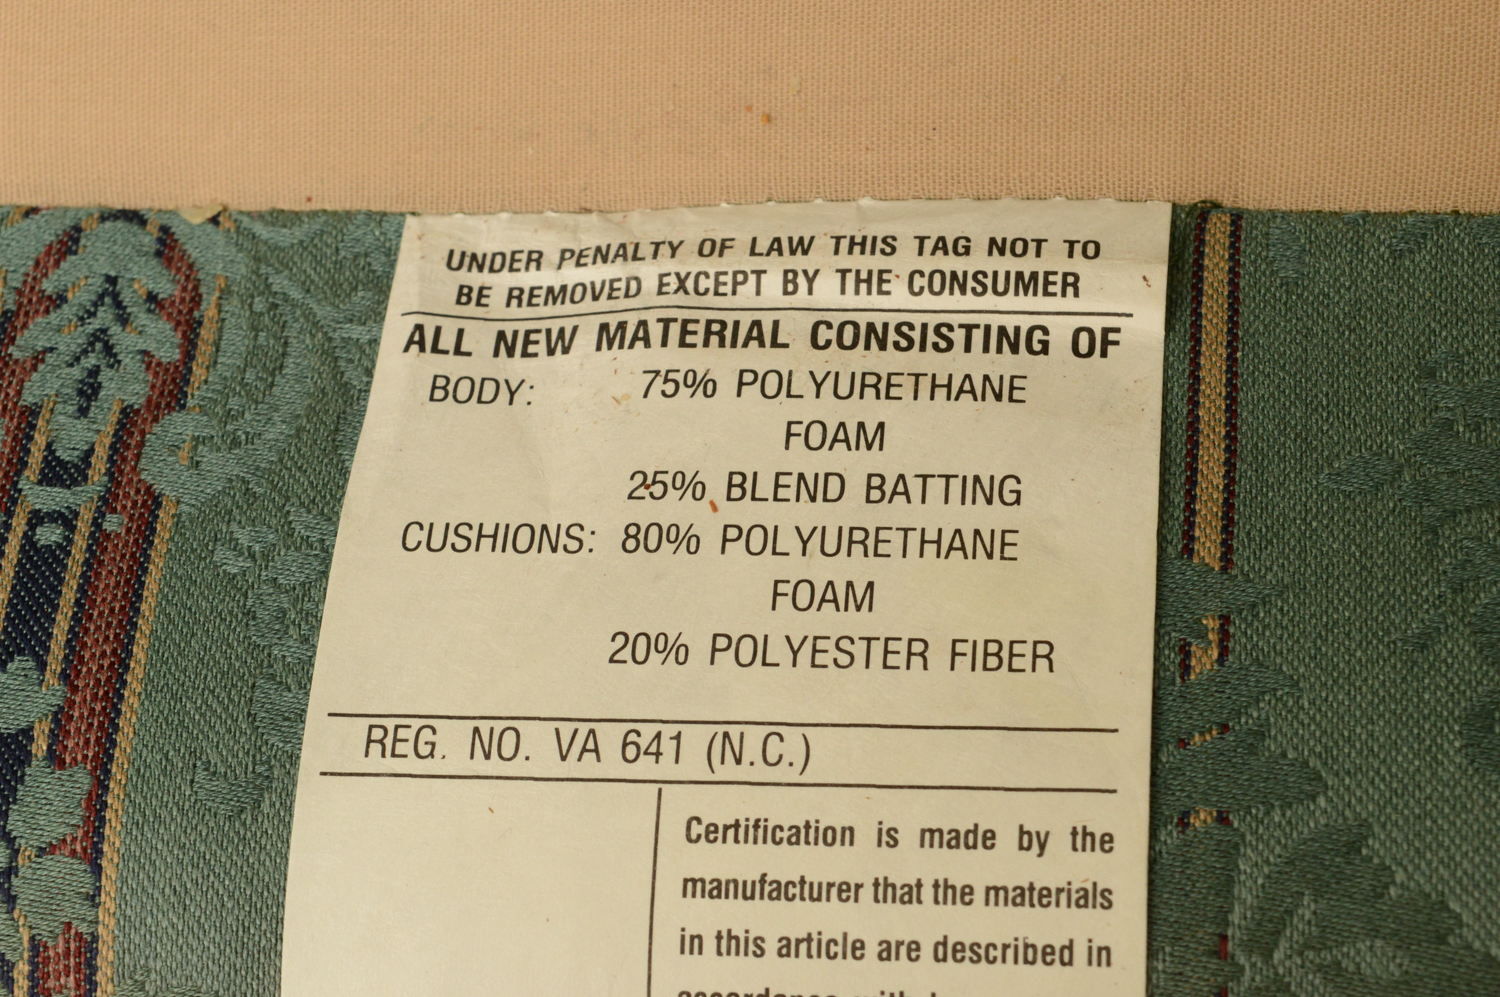 UNDER PENALTY OF LAW THIS TAG NOT TO
BE REMOVED EXCEPT BY THE CONSUMER
ALL NEW MATERIAL CONSISTING OF
BODY: 75% POLYURETHANE
FOAM
25% BLEND BATTING
CUSHIONS: 80% POLYURETHANE
FOAM
20% POLYESTER FIBER
REG. NO. VA 641 (N.C.)
Certification is made by the
manufacturer that the materials
in this article are described in